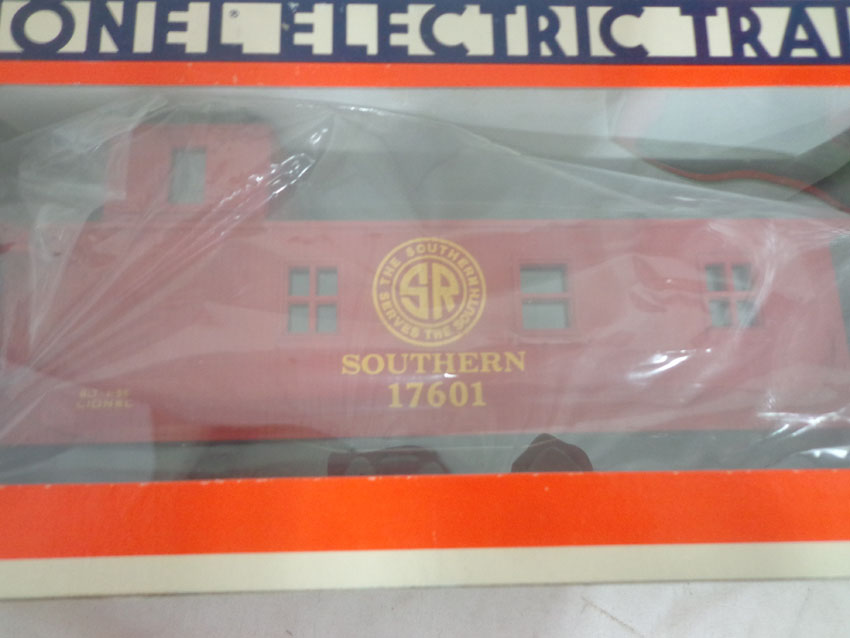 ONEL® ELECTRIC TRA
THE SOUTHERN
SR
SERVES THE SOUTH
SOUTHERN
17601
LIONEL